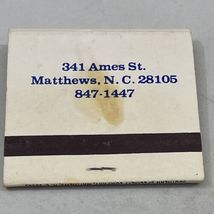 341 Ames St.
Matthews, N. C. 28105
847-1447